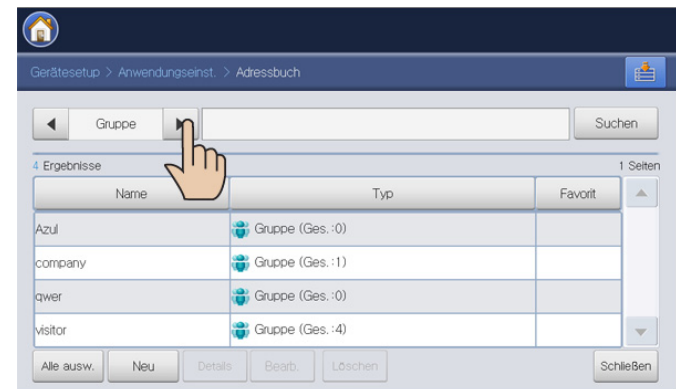 Gerätesetup > Anwendungseinst. > Adressbuch
Gruppe Suchen
4 Ergebnisse 1 Seiten
Name Typ Favorit
Azul Gruppe (Ges.:0)
company Gruppe (Ges.:1)
qwer Gruppe (Ges.:0)
visitor Gruppe (Ges.:4)
Alle ausw. Neu Details Bearb. Löschen Schließen